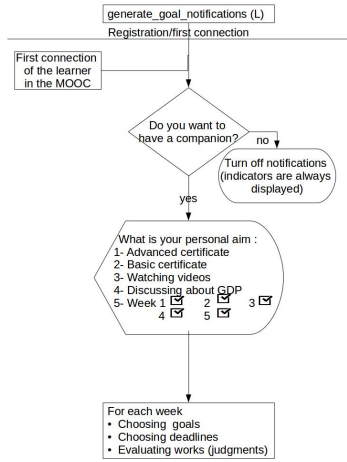 generate_goal_notifications (L)
Registration/first connection
First connection
of the learner
in the MOOC
Do you want to
have a companion?
no
Turn off notifications
(indicators are always
displayed)
yes
What is your personal aim :
1- Advanced certificate
2- Basic certificate
3- Watching videos
4- Discussing about GDP
5- Week 1 2 3
4 5
For each week
• Choosing goals
• Choosing deadlines
• Evaluating works (judgments)